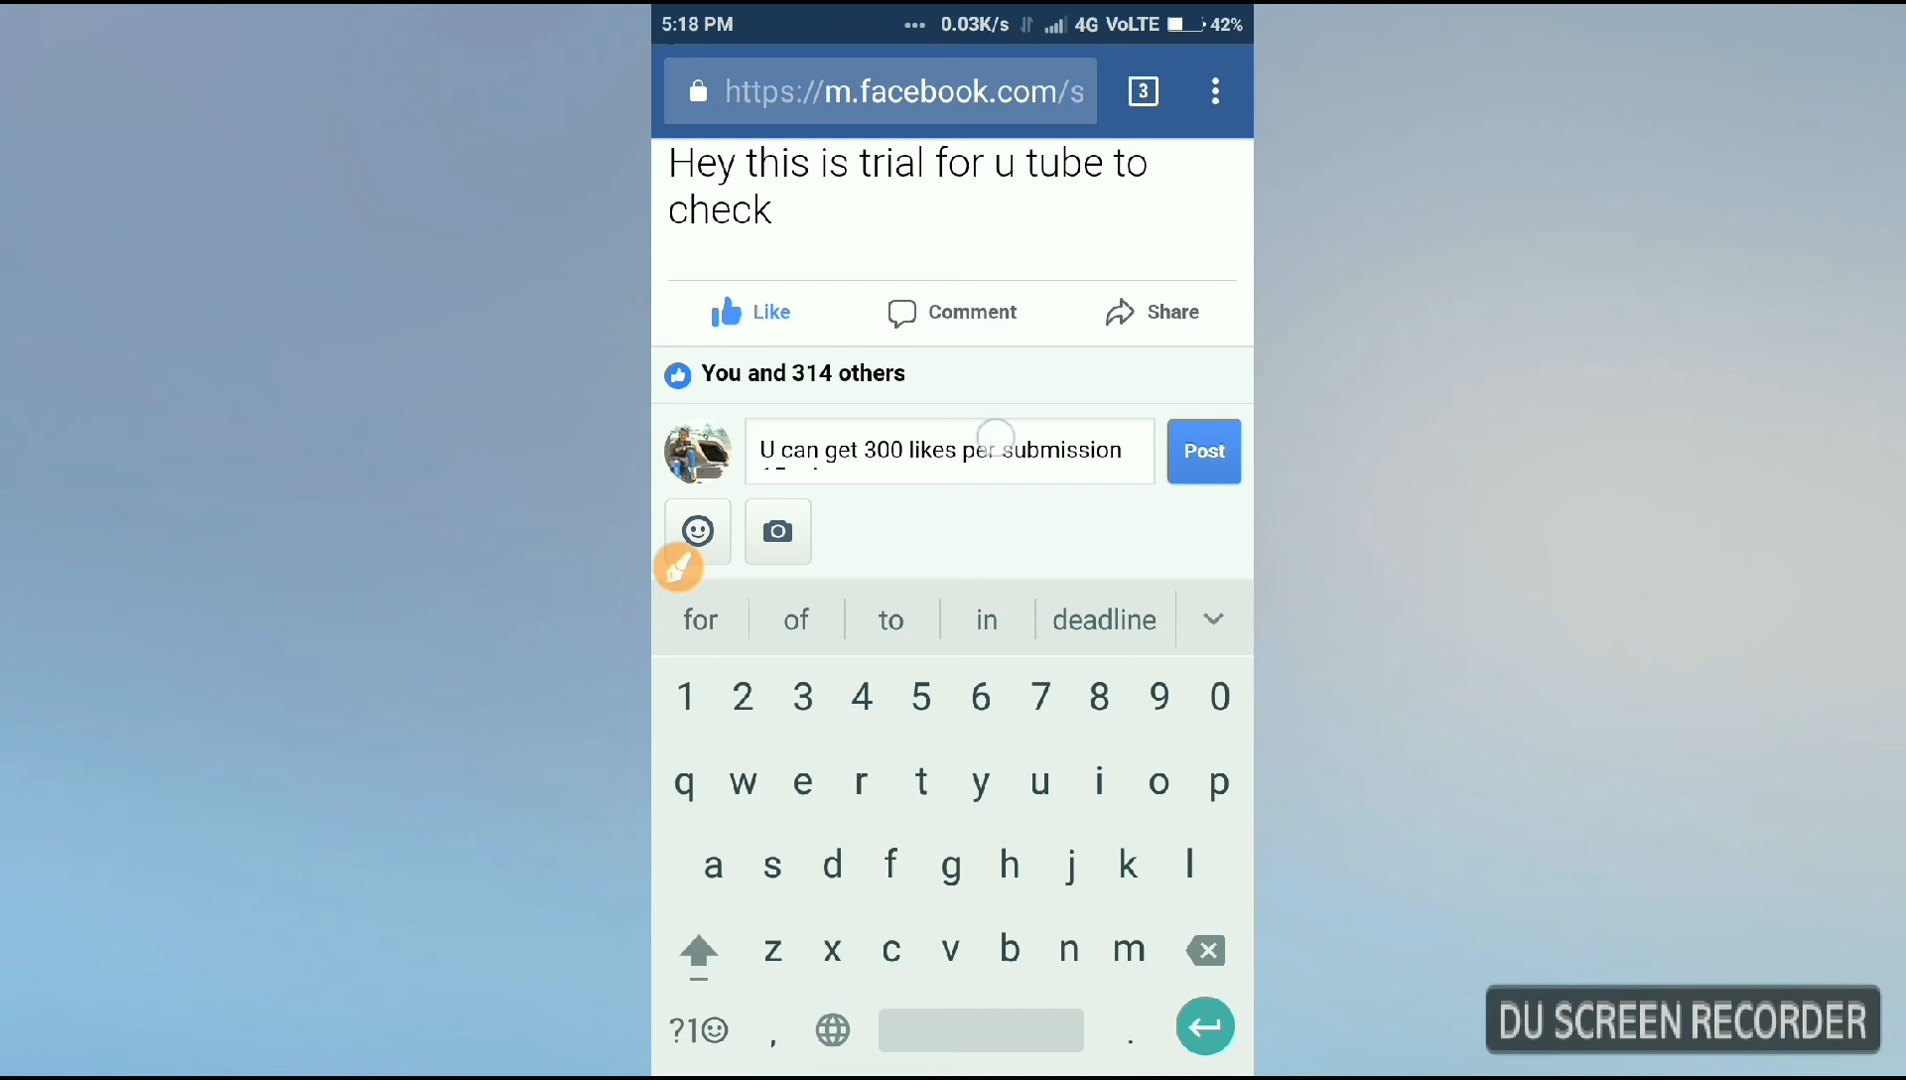 5:18 PM ... 0.03K/s 4G VoLTE 42%
https://m.facebook.com/s 3
Hey this is trial for u tube to
check
Like Comment Share
You and 314 others
U can get 300 likes per submission
Post
for of to in deadline
1 2 3 4 5 6 7 8 9 0
q w e r t y u i o p
a s d f g h j k l
z x c v b n m
?1☺ , .
DU SCREEN RECORDER